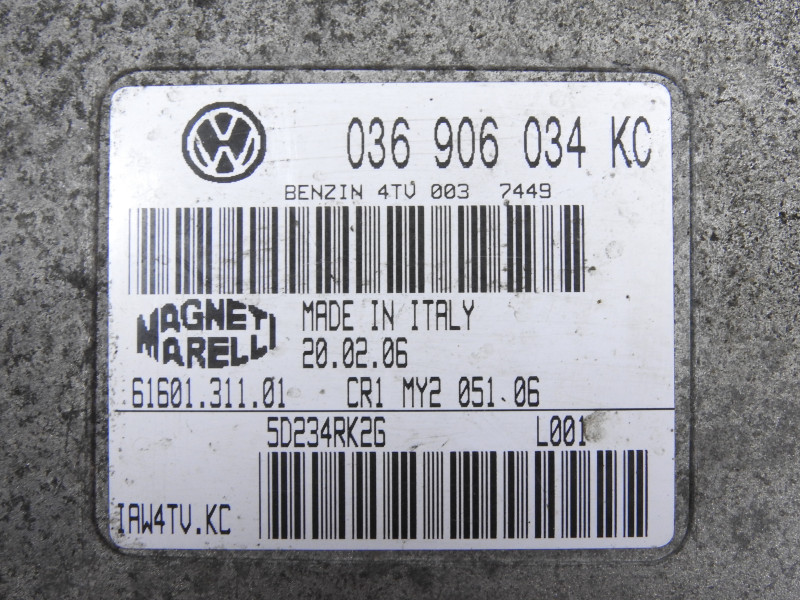 036 906 034 KC
BENZIN 4TV 003 7449
MAGNETI
MARELLI
MADE IN ITALY
20.02.06
61601.311.01 CR1 MY2 051.06
5D234RK2G L001
IAW4TV.KC